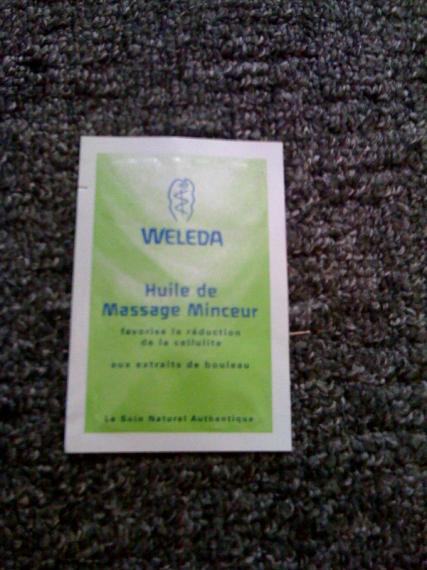 WELEDA
Huile de
Massage Minceur
favorise la réduction
de la cellulite
aux extraits de bouleau
Le Soin Naturel Authentique